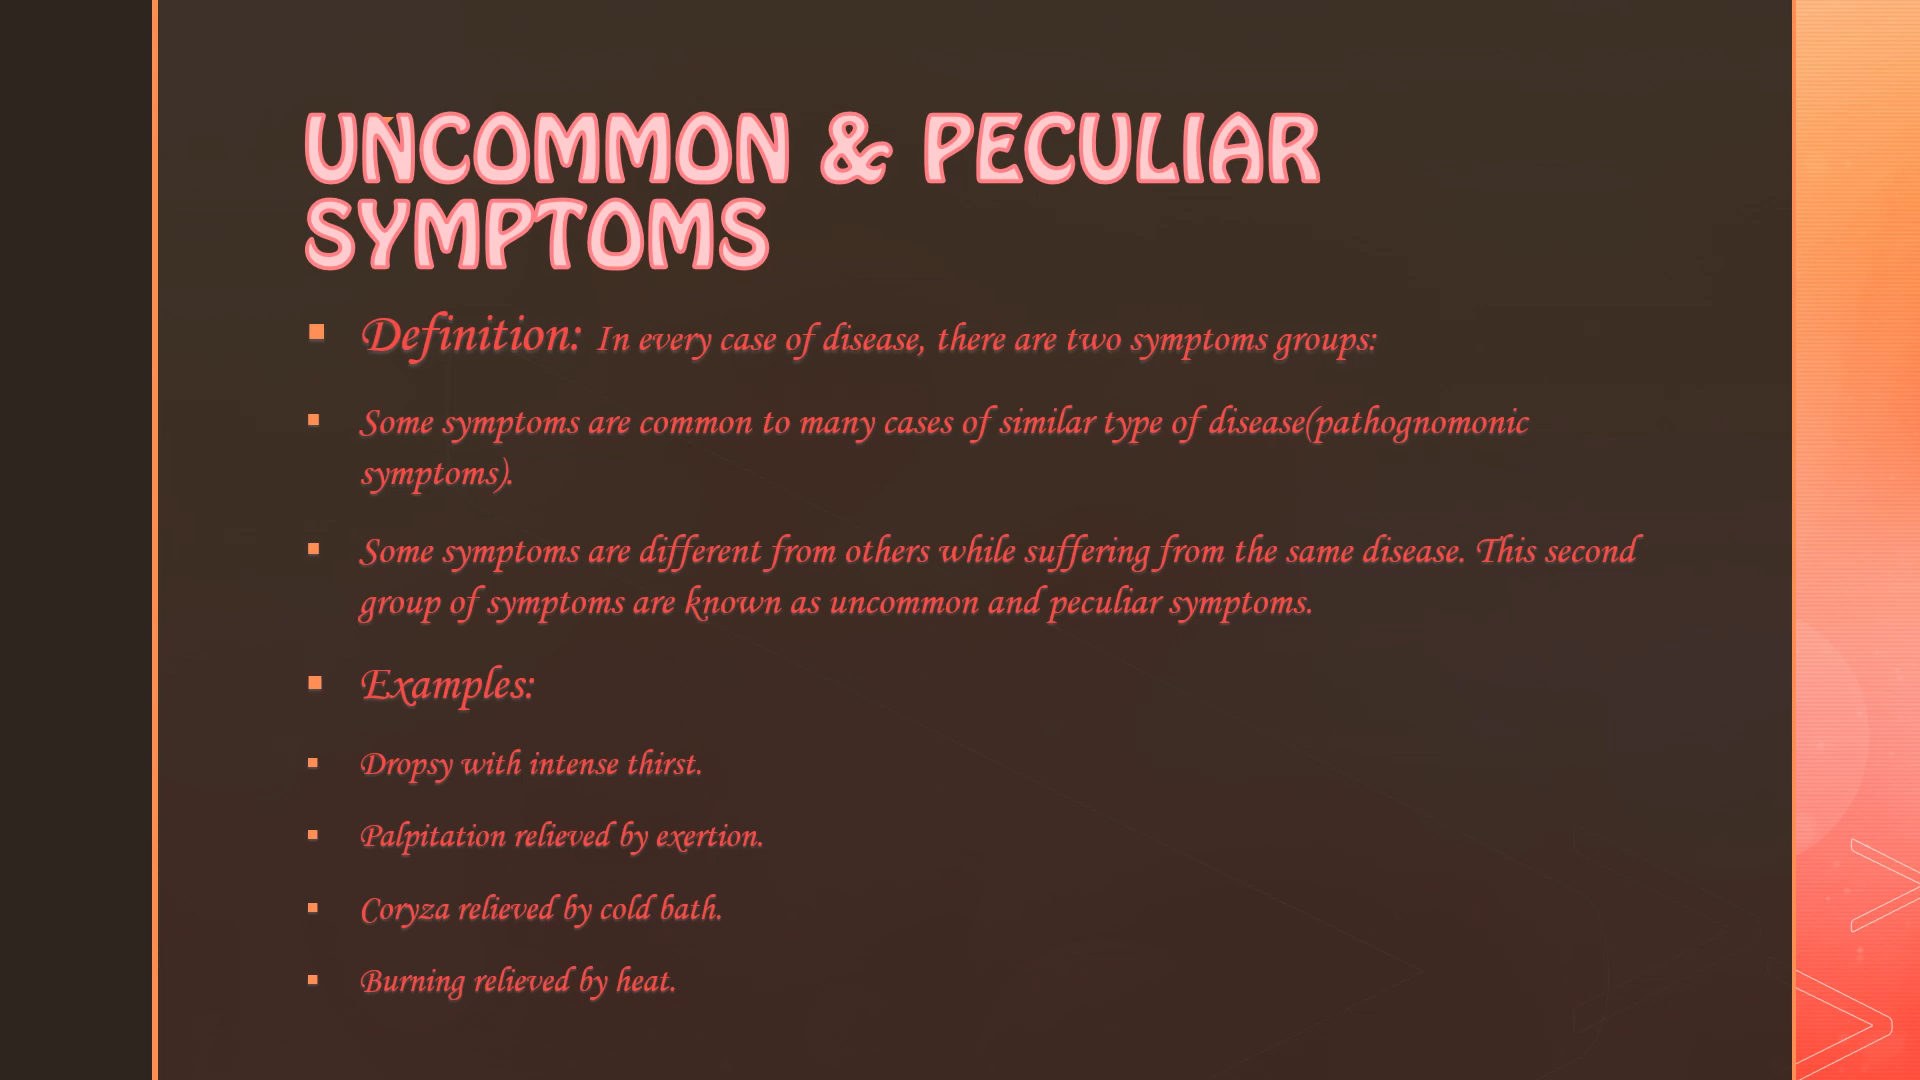 UNCOMMON & PECULIAR
SYMPTOMS
Definition: In every case of disease, there are two symptoms groups:
Some symptoms are common to many cases of similar type of disease(pathognomonic
symptoms).
Some symptoms are different from others while suffering from the same disease. This second
group of symptoms are known as uncommon and peculiar symptoms.
Examples:
Dropsy with intense thirst.
Palpitation relieved by exertion.
Coryza relieved by cold bath.
Burning relieved by heat.